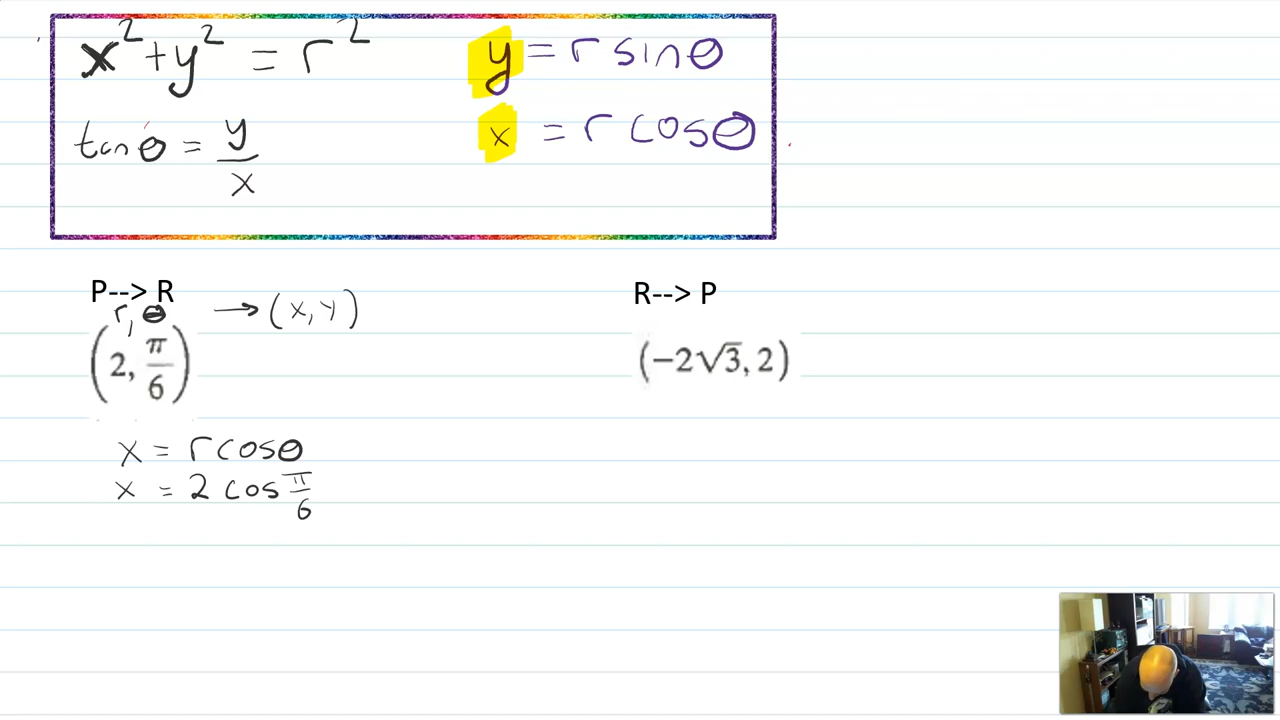 x² + y² = r²
tan θ = y/x
y = r sin θ
x = r cos θ
P--> R
r, θ → (x, y)
(2, π/6)
x = r cos θ
x = 2 cos π/6
R--> P
(−2√3, 2)